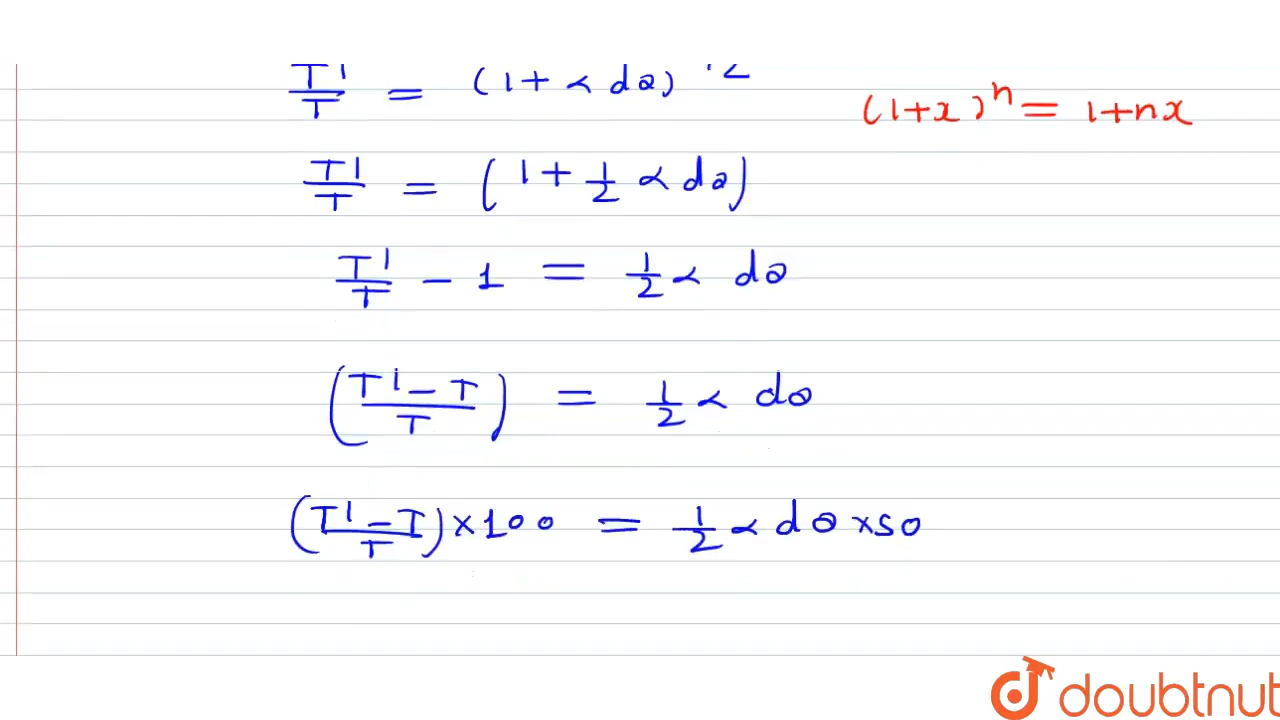 T'/T = (1 + α dθ)^1/2
(1+x)^n = 1+nx
T'/T = (1 + 1/2 α dθ)
T'/T - 1 = 1/2 α dθ
(T' - T / T) = 1/2 α dθ
(T' - T / T) × 100 = 1/2 α dθ × 50
doubtnut